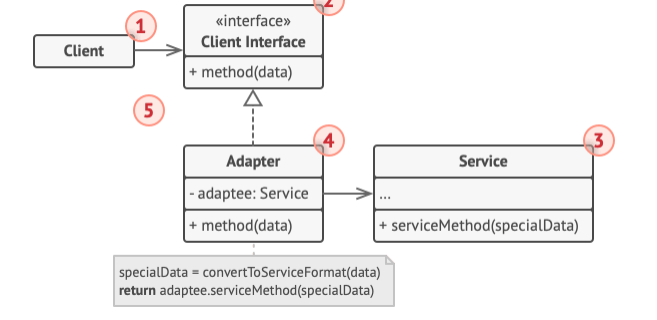 1
2
«interface»
Client Interface
Client
+ method(data)
5
4
3
Adapter
Service
- adaptee: Service
...
+ method(data)
+ serviceMethod(specialData)
specialData = convertToServiceFormat(data)
return adaptee.serviceMethod(specialData)